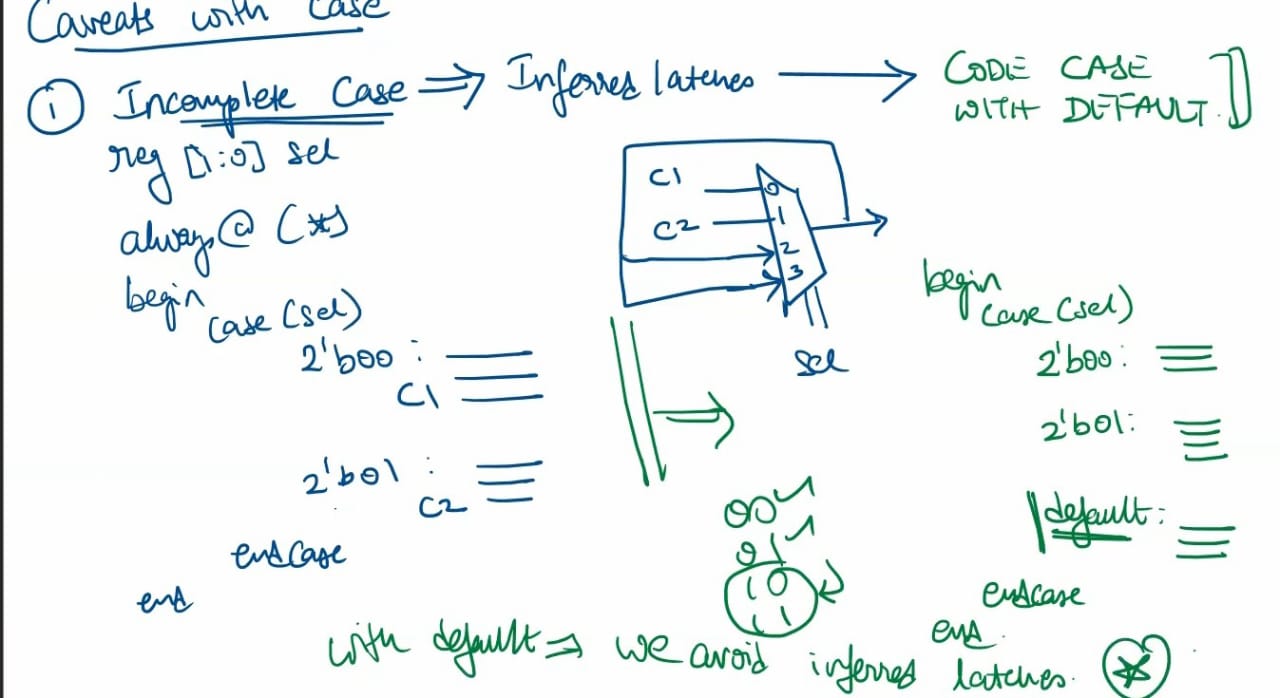 Caveats with Case
① Incomplete Case ⇒ Inferred latches → CODE CASE
WITH DEFAULT.
reg [1:0] sel
always @ (*)
begin
case (sel)
2'b00 :
C1
2'b01 :
C2
endcase
end
C1
C2
0
1
2
3
sel
00 ✓
01 ✓
10
11
begin
case (sel)
2'b00:
2'b01:
default:
endcase
end.
with default ⇒ we avoid inferred latches.